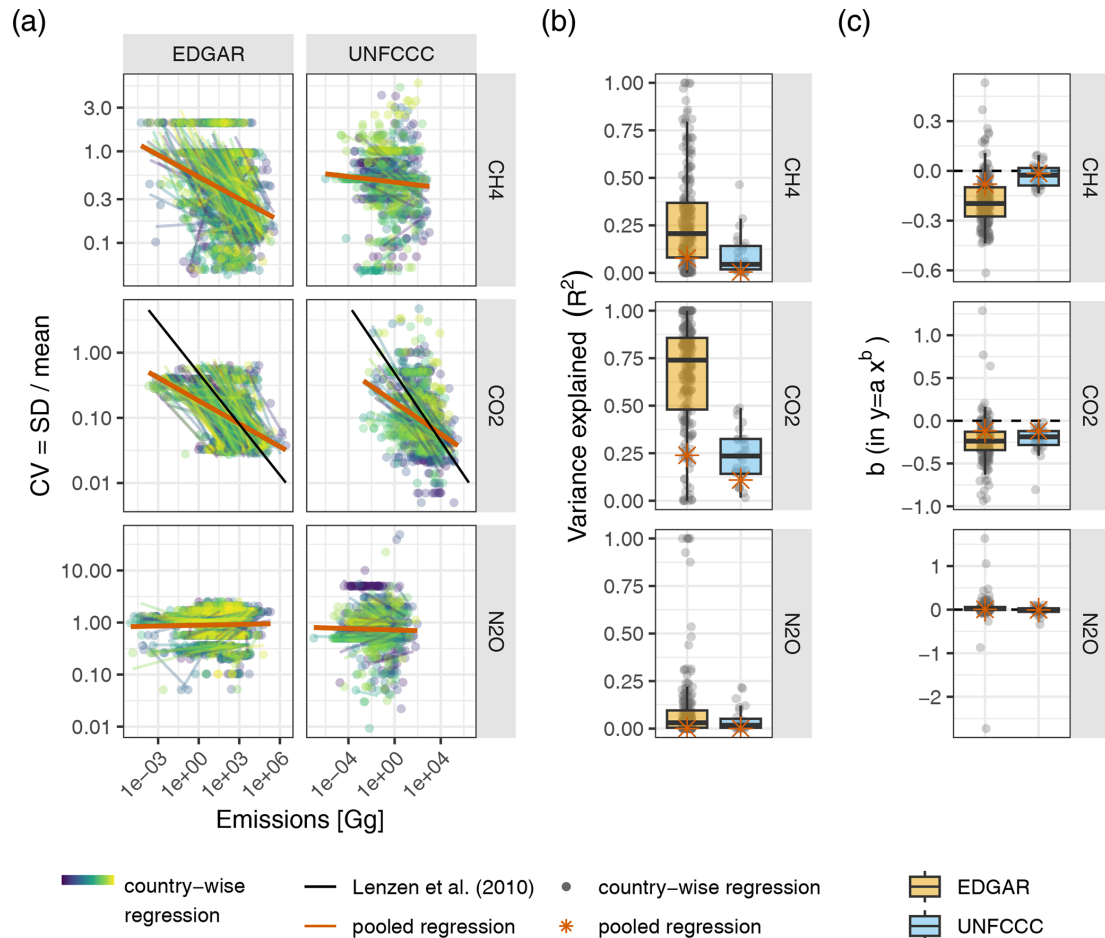 (a)
(b)
(c)
EDGAR
UNFCCC
CV = SD / mean
3.0
1.0
0.3
0.1
CH4
1.00
0.10
0.01
CO2
10.00
1.00
0.10
0.01
N2O
1e−03
1e+00
1e+03
1e+06
1e−04
1e+00
1e+04
Emissions [Gg]
Variance explained (R²)
1.00
0.75
0.50
0.25
0.00
CH4
1.00
0.75
0.50
0.25
0.00
CO2
1.00
0.75
0.50
0.25
0.00
N2O
b (in y=a xᵇ)
0.3
0.0
−0.3
−0.6
CH4
1.0
0.5
0.0
−0.5
−1.0
CO2
1
0
−1
−2
N2O
country−wise
regression
Lenzen et al. (2010)
pooled regression
country−wise regression
pooled regression
EDGAR
UNFCCC